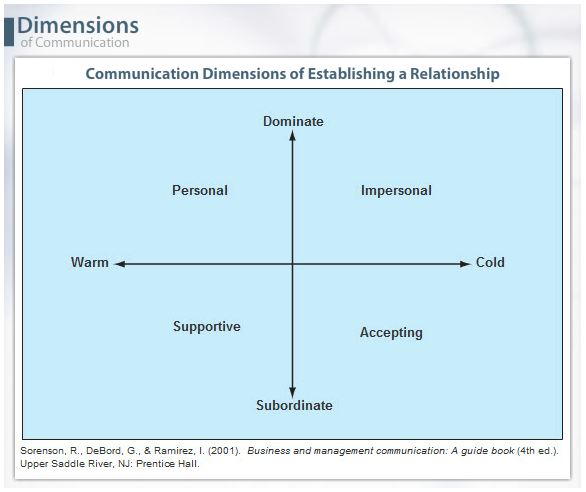 Dimensions
of Communication
Communication Dimensions of Establishing a Relationship
Dominate
Personal
Impersonal
Warm
Cold
Supportive
Accepting
Subordinate
Sorenson, R., DeBord, G., & Ramirez, I. (2001). Business and management communication: A guide book (4th ed.).
Upper Saddle River, NJ: Prentice Hall.